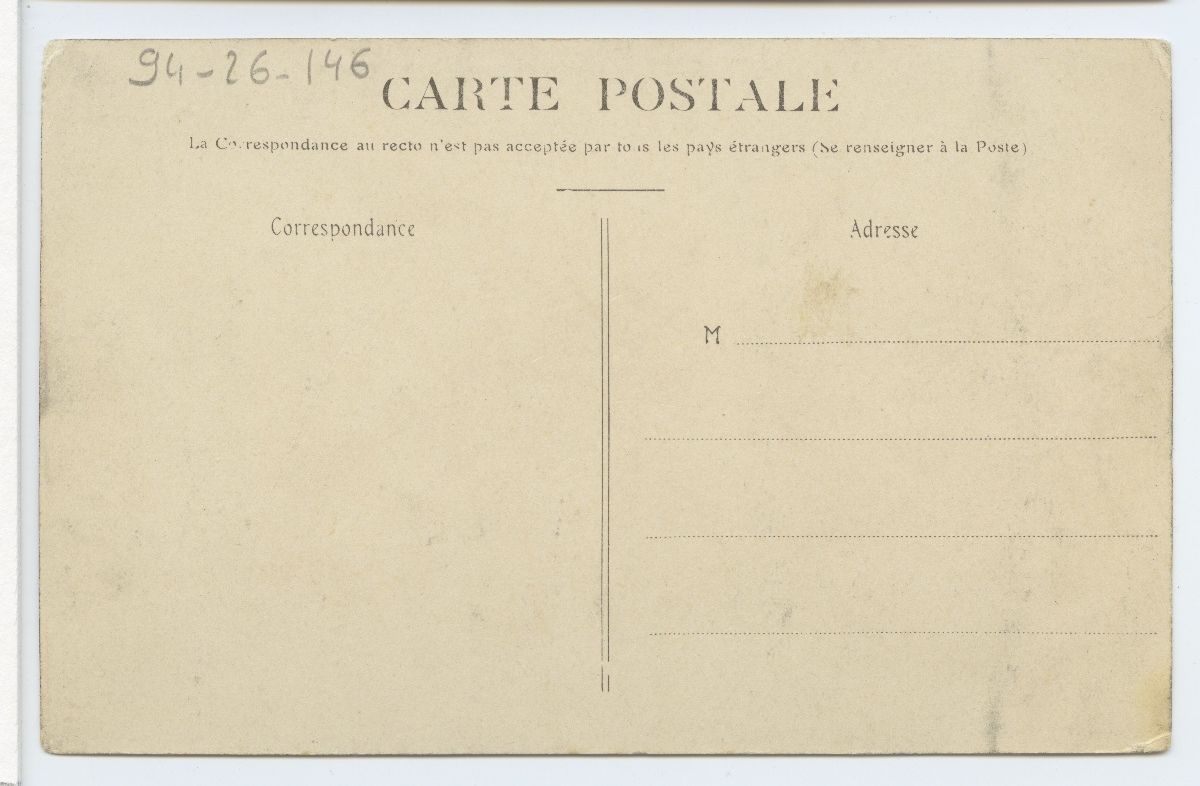 94-26-146
CARTE POSTALE
La Correspondance au recto n'est pas acceptée par tous les pays étrangers (Se renseigner à la Poste)
Correspondance
Adresse
M